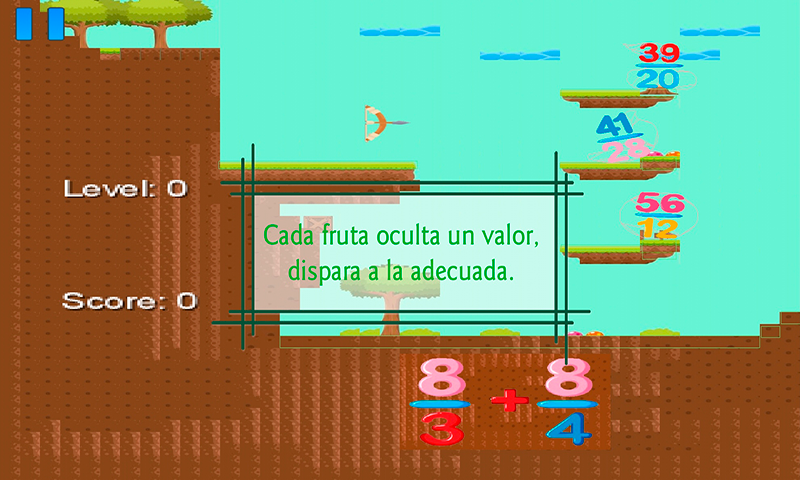 39
20
41
28
Level: 0
56
12
Cada fruta oculta un valor,
dispara a la adecuada.
Score: 0
8 + 8
3 4